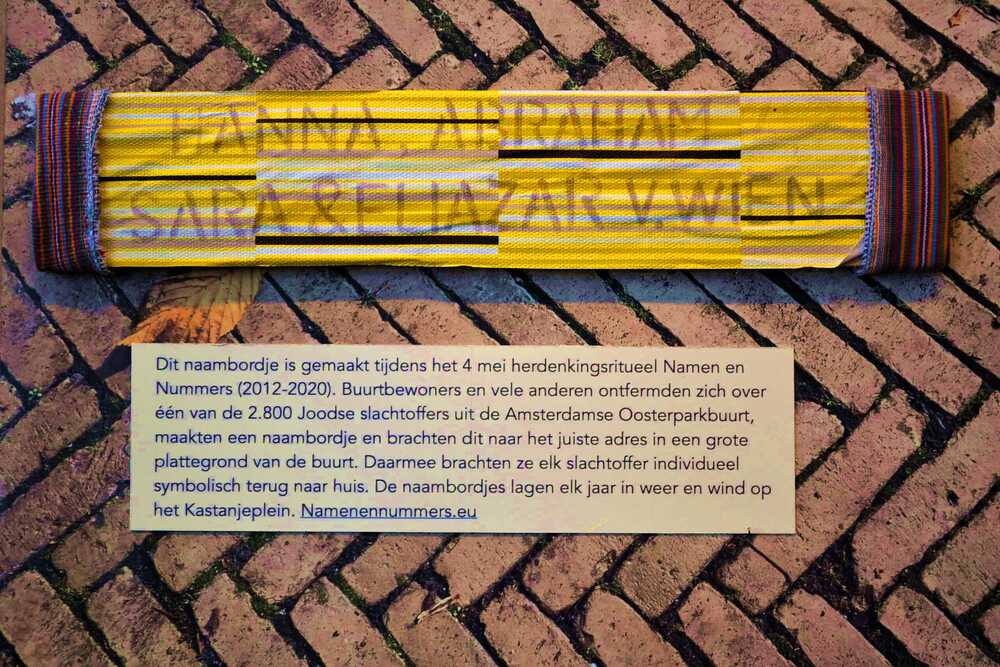 HANNA, ABRAHAM
SARA & ELIAZAR V. WIEN
Dit naambordje is gemaakt tijdens het 4 mei herdenkingsritueel Namen en
Nummers (2012-2020). Buurtbewoners en vele anderen ontfermden zich over
één van de 2.800 Joodse slachtoffers uit de Amsterdamse Oosterparkbuurt,
maakten een naambordje en brachten dit naar het juiste adres in een grote
plattegrond van de buurt. Daarmee brachten ze elk slachtoffer individueel
symbolisch terug naar huis. De naambordjes lagen elk jaar in weer en wind op
het Kastanjeplein. Namenennummers.eu